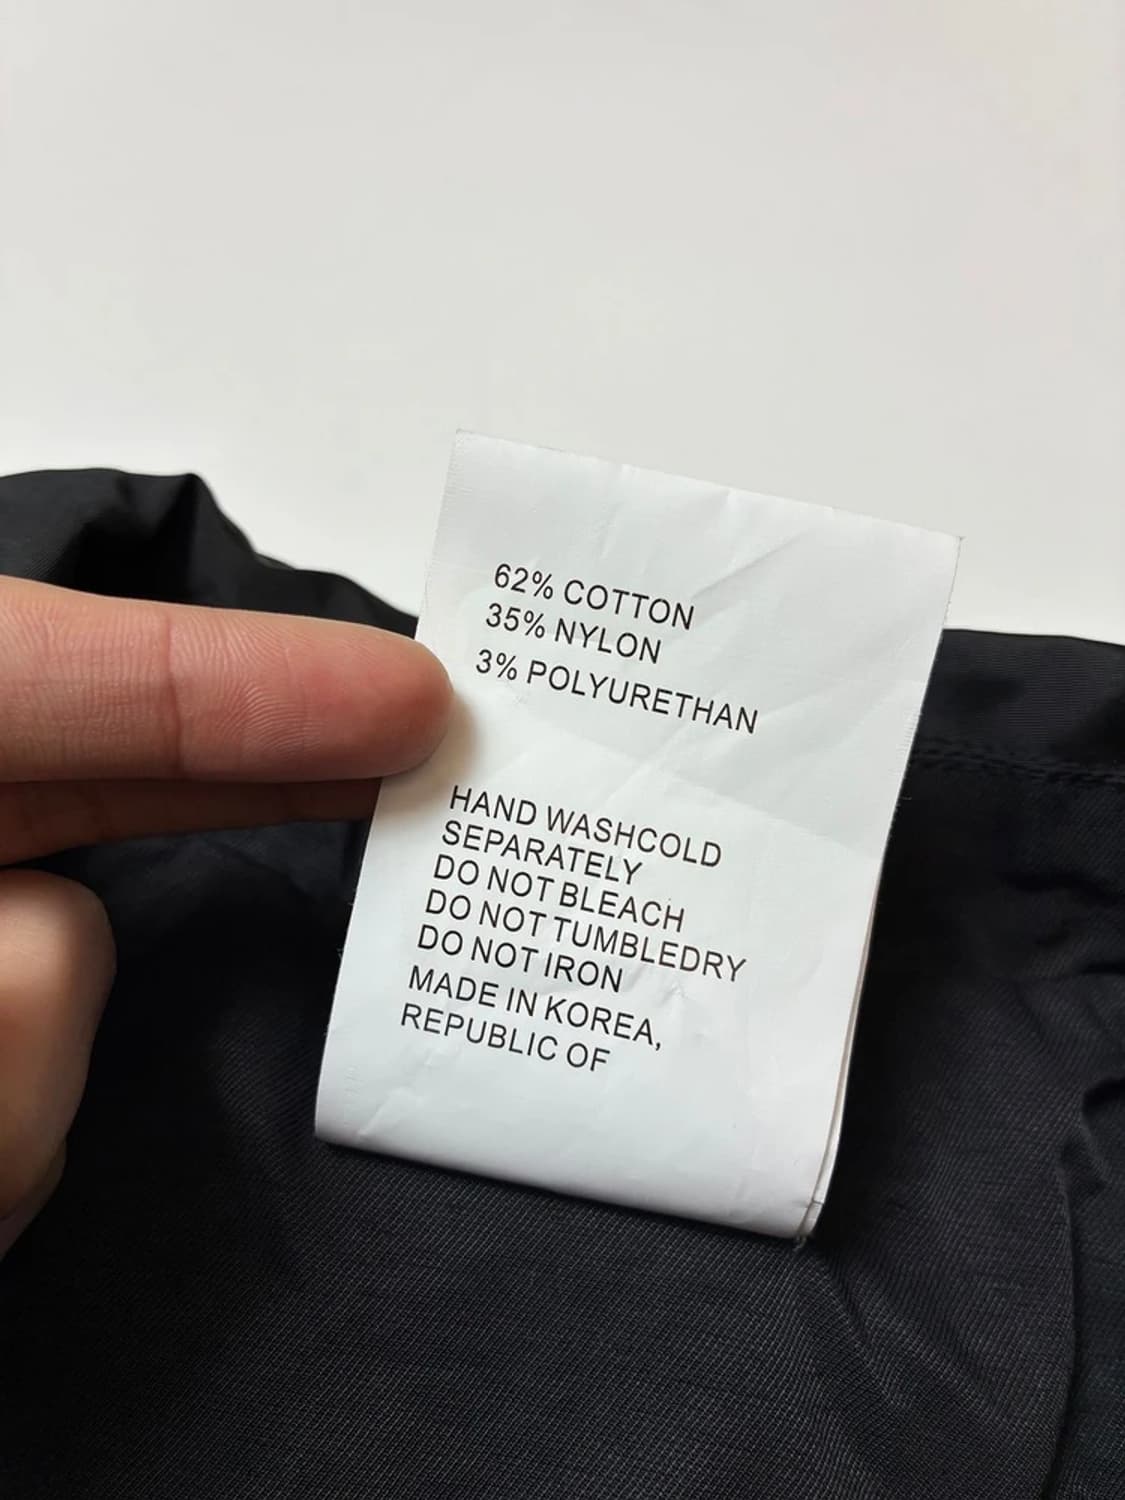 62% COTTON
35% NYLON
3% POLYURETHAN
HAND WASHCOLD
SEPARATELY
DO NOT BLEACH
DO NOT TUMBLEDRY
DO NOT IRON
MADE IN KOREA,
REPUBLIC OF